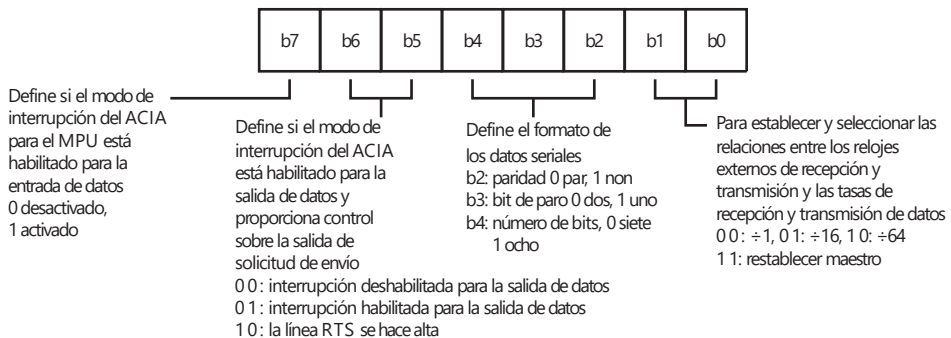 b7 b6 b5 b4 b3 b2 b1 b0
Define si el modo de
interrupción del ACIA
para el MPU está
habilitado para la
entrada de datos
0 desactivado,
1 activado
Define si el modo de
interrupción del ACIA
está habilitado para la
salida de datos y
proporciona control
sobre la salida de
solicitud de envío
0 0: interrupción deshabilitada para la salida de datos
0 1: interrupción habilitada para la salida de datos
1 0: la línea RTS se hace alta
Define el formato de
los datos seriales
b2: paridad 0 par, 1 non
b3: bit de paro 0 dos, 1 uno
b4: número de bits, 0 siete
1 ocho
Para establecer y seleccionar las
relaciones entre los relojes
externos de recepción y
transmisión y las tasas de
recepción y transmisión de datos
0 0: ÷1, 0 1: ÷16, 1 0: ÷64
1 1: restablecer maestro